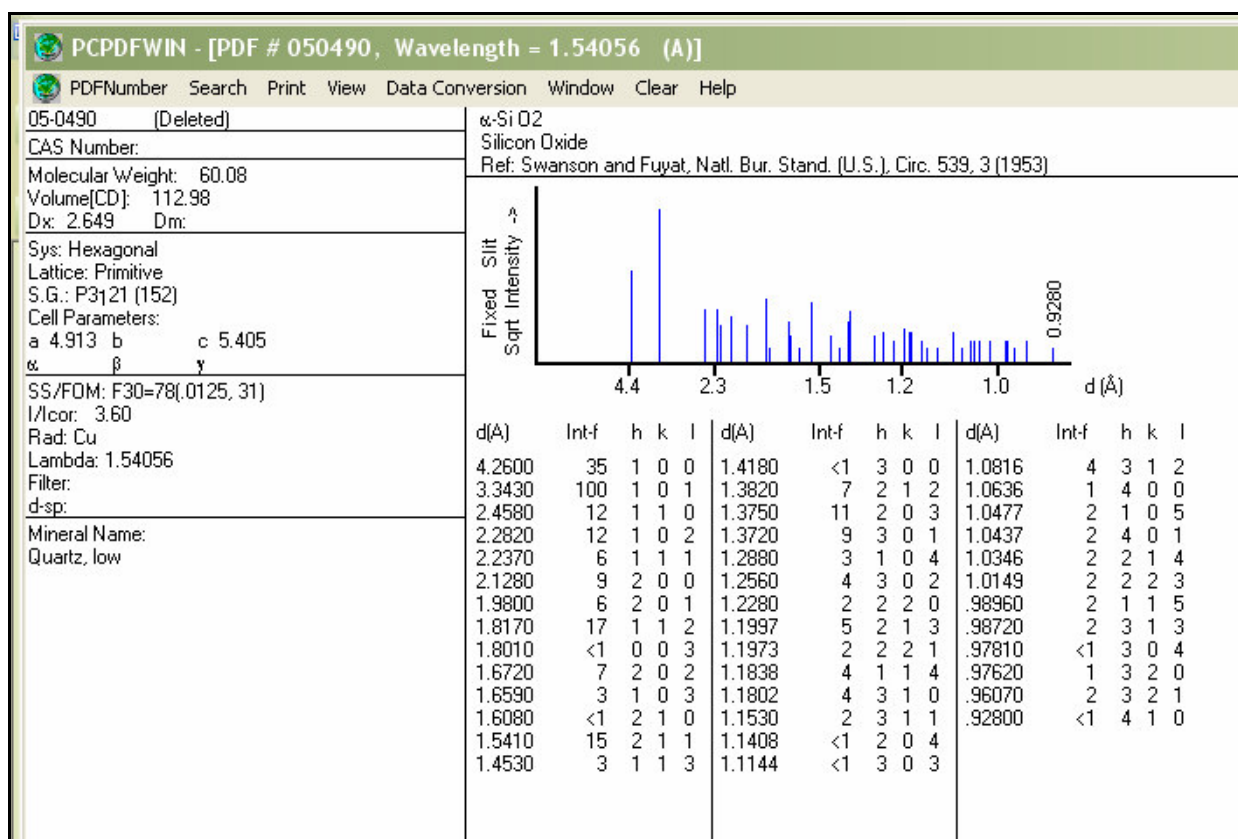 PCPDFWIN - [PDF # 050490, Wavelength = 1.54056 (A)]
PDFNumber Search Print View Data Conversion Window Clear Help
05-0490 (Deleted)
CAS Number:
Molecular Weight: 60.08
Volume[CD]: 112.98
Dx: 2.649 Dm:
Sys: Hexagonal
Lattice: Primitive
S.G.: P3121 (152)
Cell Parameters:
a 4.913 b c 5.405
α β γ
SS/FOM: F30=78(.0125, 31)
I/Icor: 3.60
Rad: Cu
Lambda: 1.54056
Filter:
d-sp:
Mineral Name:
Quartz, low
α-Si O2
Silicon Oxide
Ref: Swanson and Fuyat, Natl. Bur. Stand. (U.S.), Circ. 539, 3 (1953)
Fixed Slit
Sqrt Intensity ->
0.9280
4.4 2.3 1.5 1.2 1.0 d (Å)
d(A) Int-f h k l
4.2600 35 1 0 0
3.3430 100 1 0 1
2.4580 12 1 1 0
2.2820 12 1 0 2
2.2370 6 1 1 1
2.1280 9 2 0 0
1.9800 6 2 0 1
1.8170 17 1 1 2
1.8010 <1 0 0 3
1.6720 7 2 0 2
1.6590 3 1 0 3
1.6080 <1 2 1 0
1.5410 15 2 1 1
1.4530 3 1 1 3
d(A) Int-f h k l
1.4180 <1 3 0 0
1.3820 7 2 1 2
1.3750 11 2 0 3
1.3720 9 3 0 1
1.2880 3 1 0 4
1.2560 4 3 0 2
1.2280 2 2 2 0
1.1997 5 2 1 3
1.1973 2 2 2 1
1.1838 4 1 1 4
1.1802 4 3 1 0
1.1530 2 3 1 1
1.1408 <1 2 0 4
1.1144 <1 3 0 3
d(A) Int-f h k l
1.0816 4 3 1 2
1.0636 1 4 0 0
1.0477 2 1 0 5
1.0437 2 4 0 1
1.0346 2 2 1 4
1.0149 2 2 2 3
.98960 2 1 1 5
.98720 2 3 1 3
.97810 <1 3 0 4
.97620 1 3 2 0
.96070 2 3 2 1
.92800 <1 4 1 0